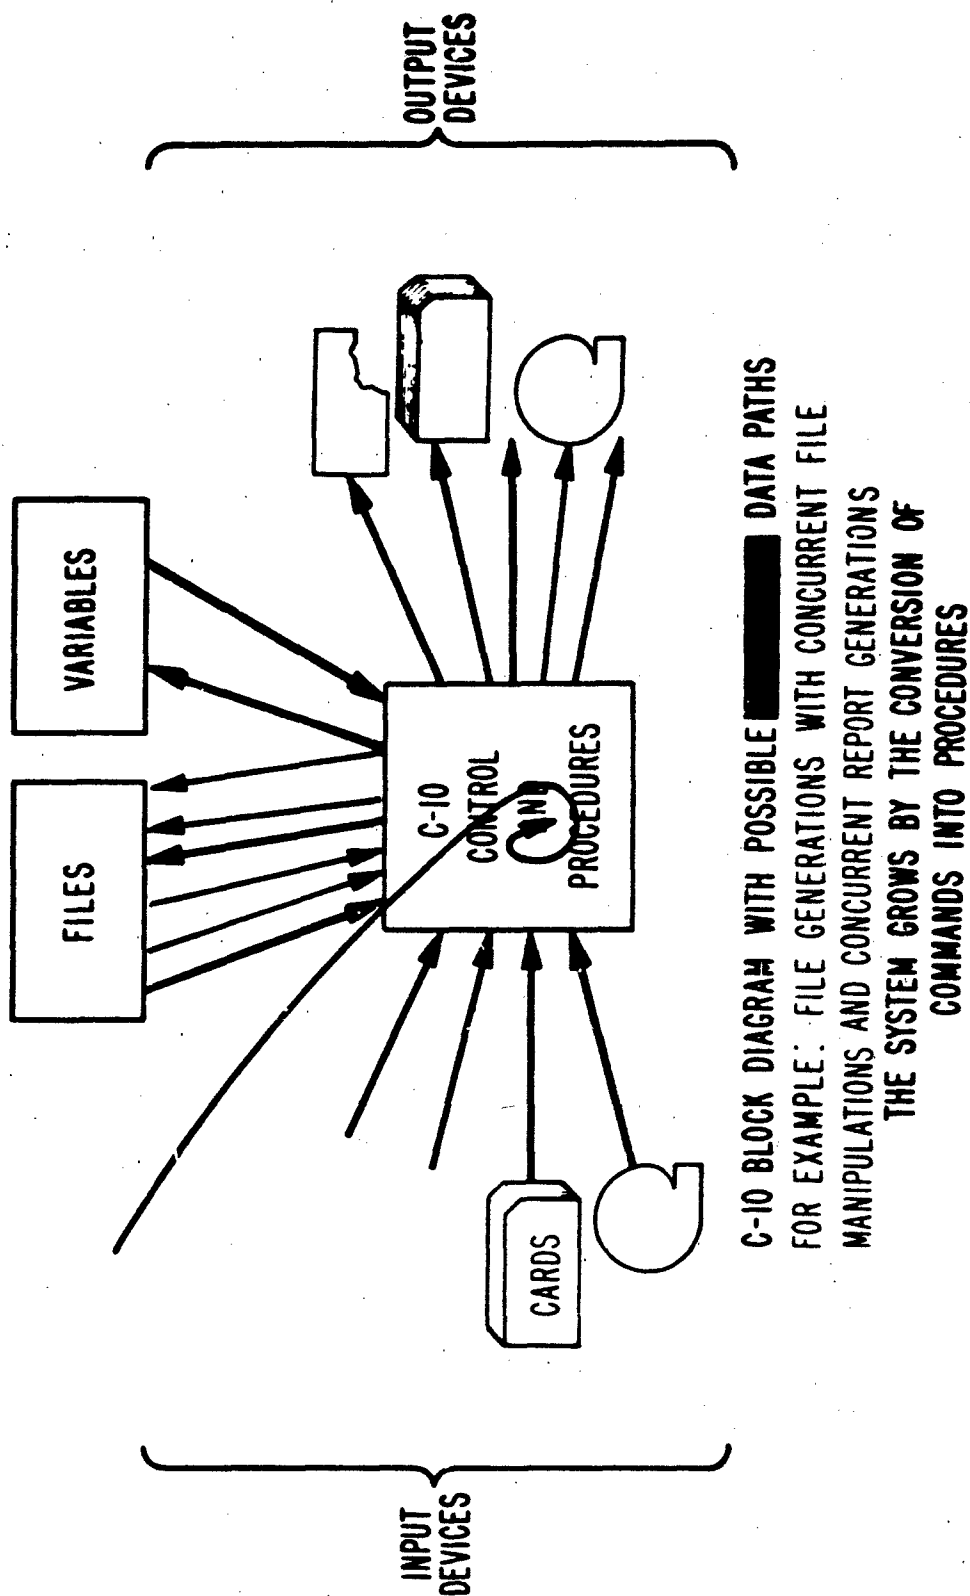 FILES
VARIABLES
INPUT
DEVICES
OUTPUT
DEVICES
C-10
CONTROL
AND
PROCEDURES
CARDS
C-10 BLOCK DIAGRAM WITH POSSIBLE DATA PATHS
FOR EXAMPLE: FILE GENERATIONS WITH CONCURRENT FILE
MANIPULATIONS AND CONCURRENT REPORT GENERATIONS
THE SYSTEM GROWS BY THE CONVERSION OF
COMMANDS INTO PROCEDURES